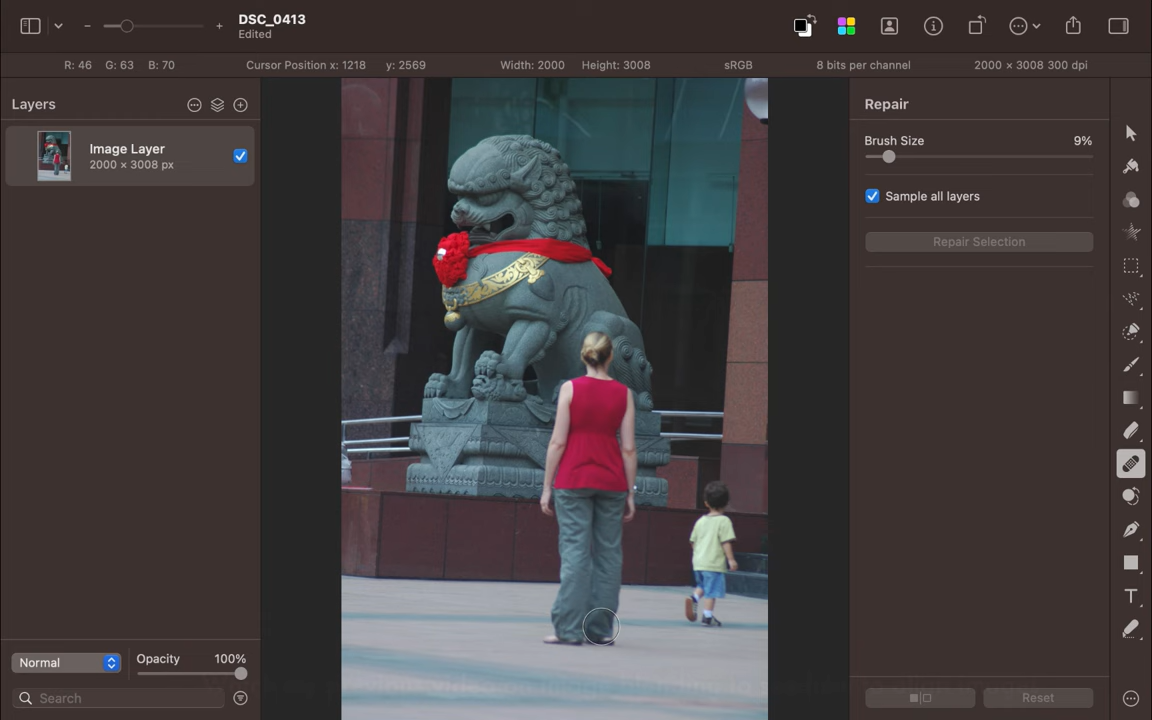 DSC_0413
Edited
R: 46 G: 63 B: 70 Cursor Position x: 1218 y: 2569 Width: 2000 Height: 3008 sRGB 8 bits per channel 2000 × 3008 300 dpi
Layers
Image Layer
2000 × 3008 px
Normal
Opacity 100%
Search
Repair
Brush Size 9%
Sample all layers
Repair Selection
Reset